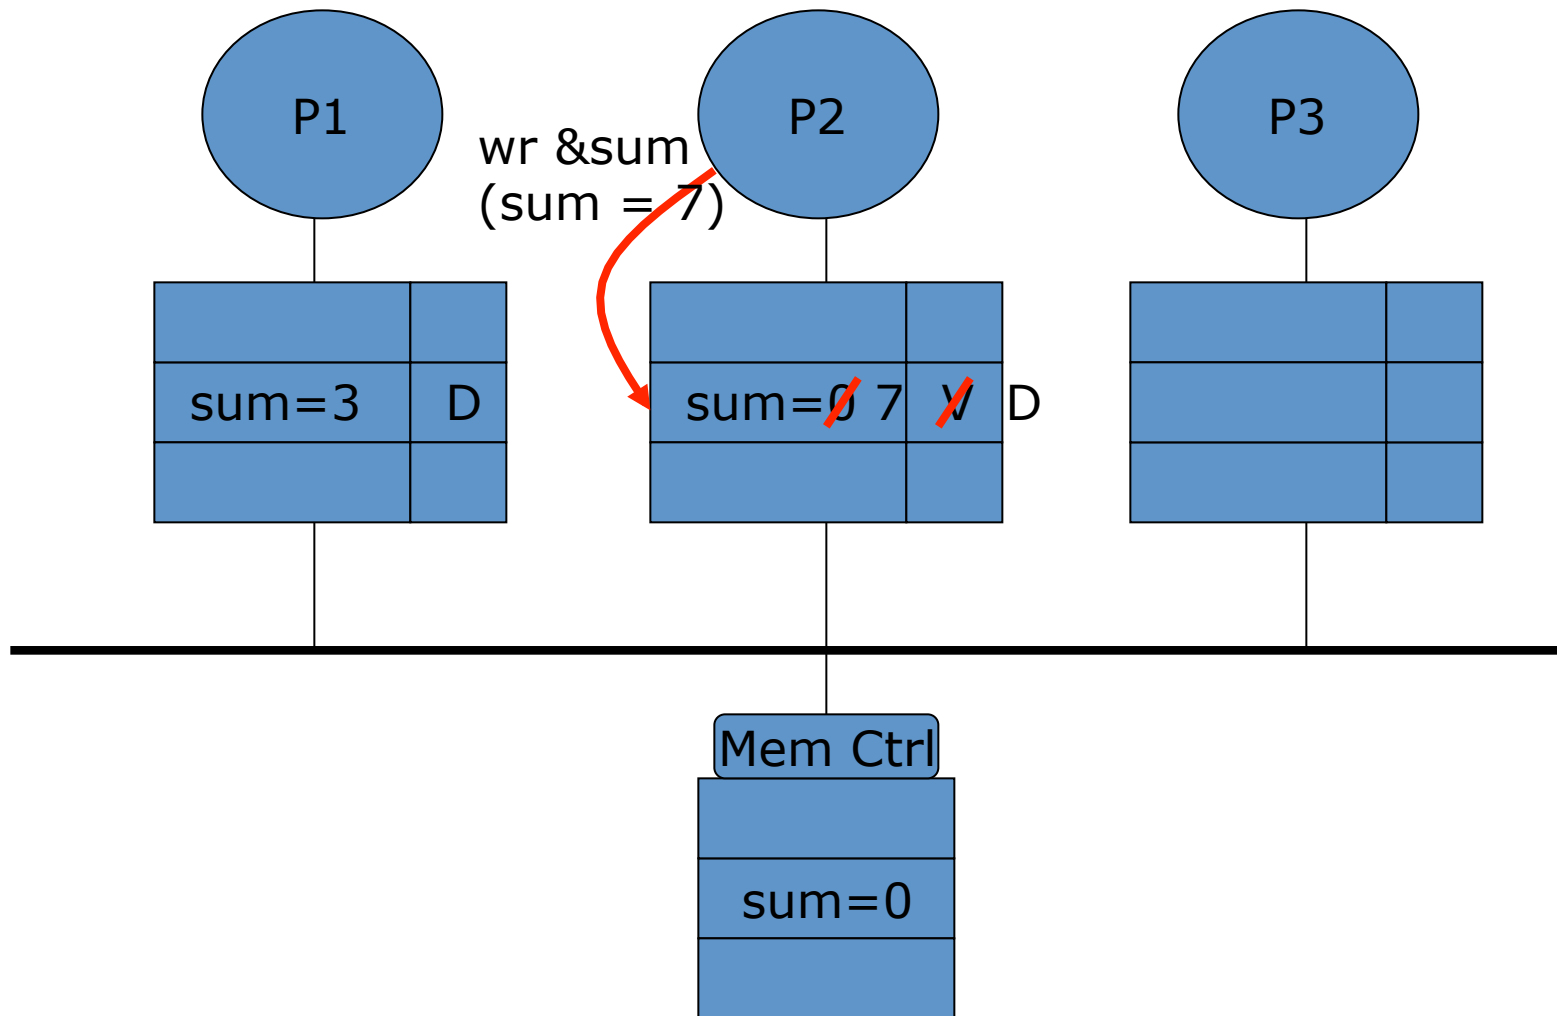 P1
P2
P3
wr &sum
(sum = 7)
sum=3 D
sum=0 7 V D
Mem Ctrl
sum=0